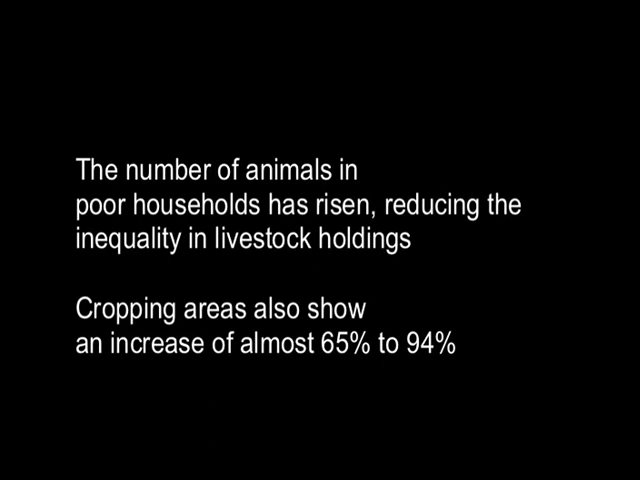 The number of animals in
poor households has risen, reducing the
inequality in livestock holdings
Cropping areas also show
an increase of almost 65% to 94%